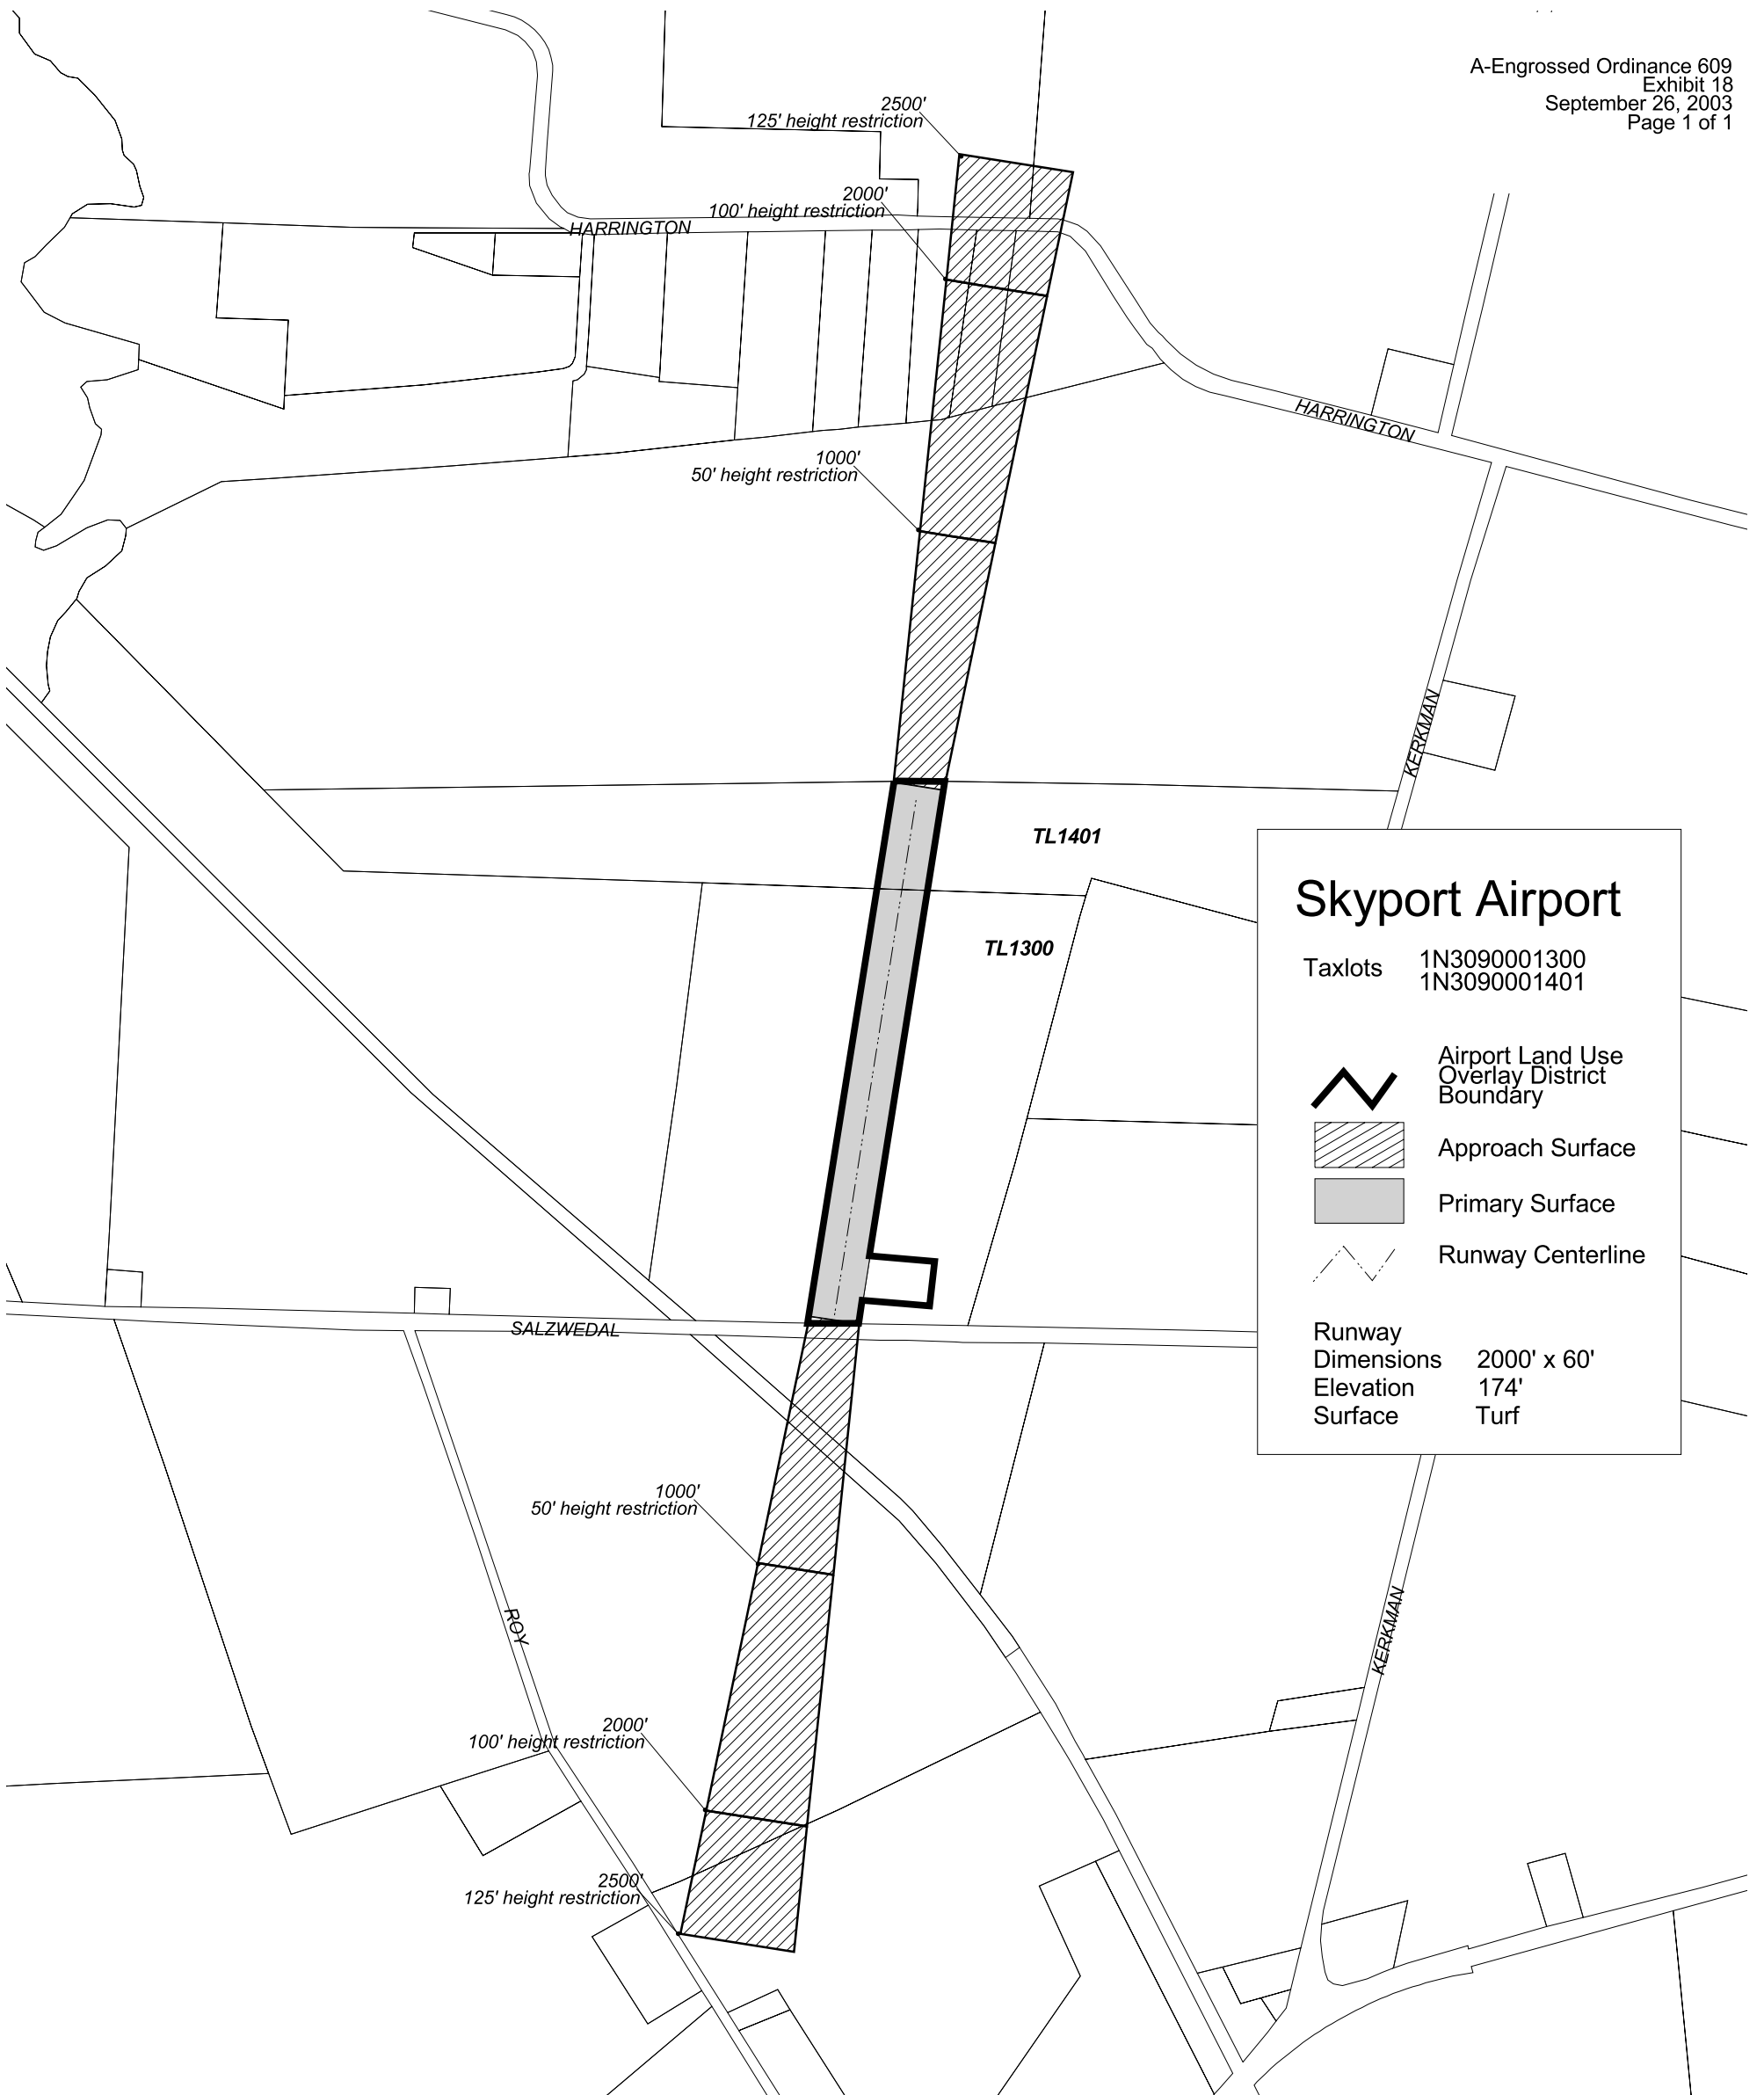 A-Engrossed Ordinance 609
Exhibit 18
September 26, 2003
Page 1 of 1
2500'
125' height restriction
2000'
100' height restriction
HARRINGTON
HARRINGTON
1000'
50' height restriction
KERKMAN
TL1401
TL1300
Skyport Airport
Taxlots
1N3090001300
1N3090001401
Airport Land Use
Overlay District
Boundary
Approach Surface
Primary Surface
Runway Centerline
Runway
Dimensions 2000' x 60'
Elevation 174'
Surface Turf
SALZWEDAL
1000'
50' height restriction
ROY
KERKMAN
2000'
100' height restriction
2500'
125' height restriction